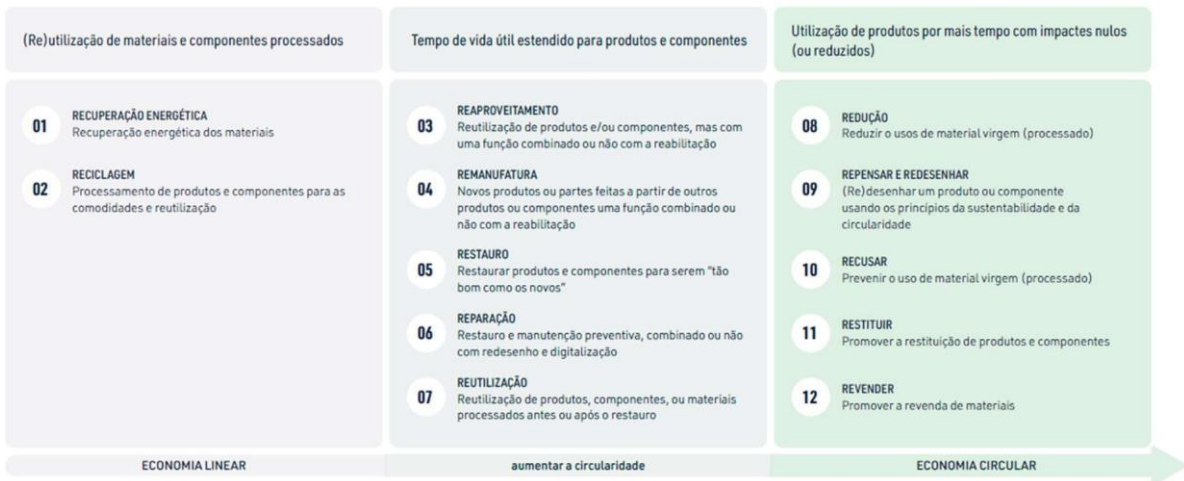 (Re)utilização de materiais e componentes processados
01
RECUPERAÇÃO ENERGÉTICA
Recuperação energética dos materiais
02
RECICLAGEM
Processamento de produtos e componentes para as
comodidades e reutilização
Tempo de vida útil estendido para produtos e componentes
03
REAPROVEITAMENTO
Reutilização de produtos e/ou componentes, mas com
uma função combinado ou não com a reabilitação
04
REMANUFATURA
Novos produtos ou partes feitas a partir de outros
produtos ou componentes uma função combinado ou
não com a reabilitação
05
RESTAURO
Restaurar produtos e componentes para serem "tão
bom como os novos"
06
REPARAÇÃO
Restauro e manutenção preventiva, combinado ou não
com redesenho e digitalização
07
REUTILIZAÇÃO
Reutilização de produtos, componentes, ou materiais
processados antes ou após o restauro
Utilização de produtos por mais tempo com impactes nulos
(ou reduzidos)
08
REDUÇÃO
Reduzir o usos de material virgem (processado)
09
REPENSAR E REDESENHAR
(Re)desenhar um produto ou componente
usando os princípios da sustentabilidade e da
circularidade
10
RECUSAR
Prevenir o uso de material virgem (processado)
11
RESTITUIR
Promover a restituição de produtos e componentes
12
REVENDER
Promover a revenda de materiais
ECONOMIA LINEAR
aumentar a circularidade
ECONOMIA CIRCULAR